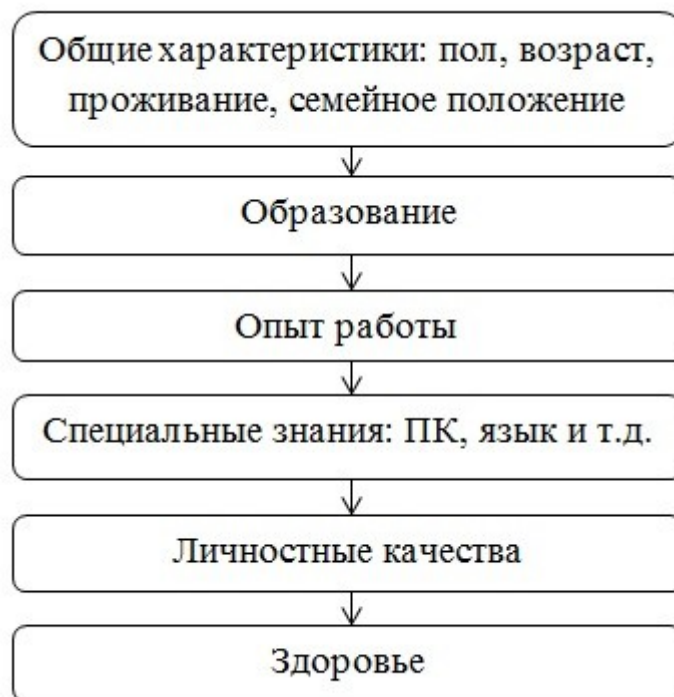 Общие характеристики: пол, возраст,
проживание, семейное положение
Образование
Опыт работы
Специальные знания: ПК, язык и т.д.
Личностные качества
Здоровье